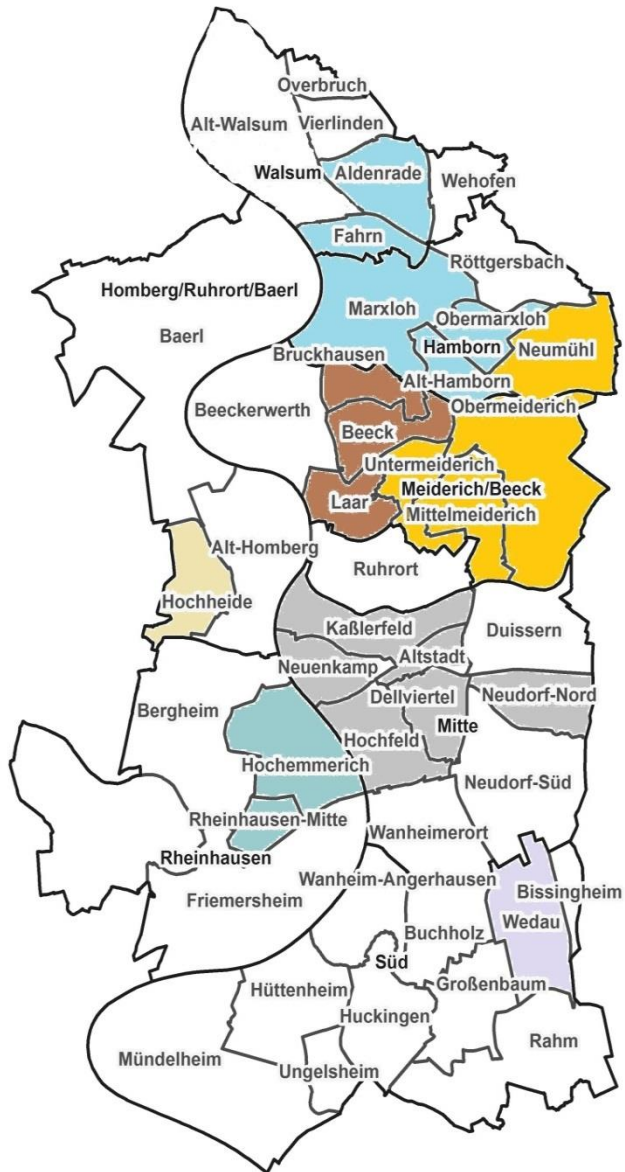 Overbruch
Alt-Walsum
Vierlinden
Walsum
Aldenrade
Wehofen
Fahrn
Röttgersbach
Homberg/Ruhrort/Baerl
Marxloh
Obermarxloh
Baerl
Hamborn
Neumühl
Bruckhausen
Alt-Hamborn
Beeckerwerth
Obermeiderich
Beeck
Untermeiderich
Meiderich/Beeck
Laar
Mittelmeiderich
Alt-Homberg
Ruhrort
Hochheide
Kaßlerfeld
Duissern
Altstadt
Neuenkamp
Dellviertel
Neudorf-Nord
Bergheim
Mitte
Hochfeld
Hochemmerich
Neudorf-Süd
Rheinhausen-Mitte
Wanheimerort
Rheinhausen
Wanheim-Angerhausen
Bissingheim
Friemersheim
Wedau
Buchholz
Süd
Großenbaum
Hüttenheim
Huckingen
Rahm
Mündelheim
Ungelsheim